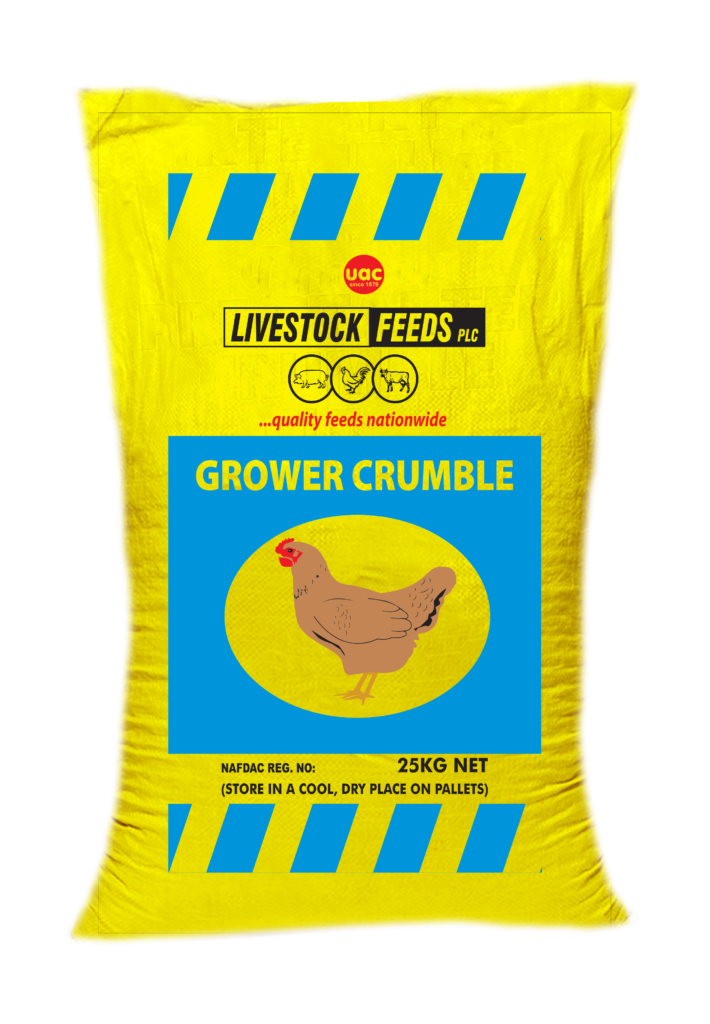 uac
since 1879
LIVESTOCK FEEDS PLC
...quality feeds nationwide
GROWER CRUMBLE
NAFDAC REG. NO: 25KG NET
(STORE IN A COOL, DRY PLACE ON PALLETS)